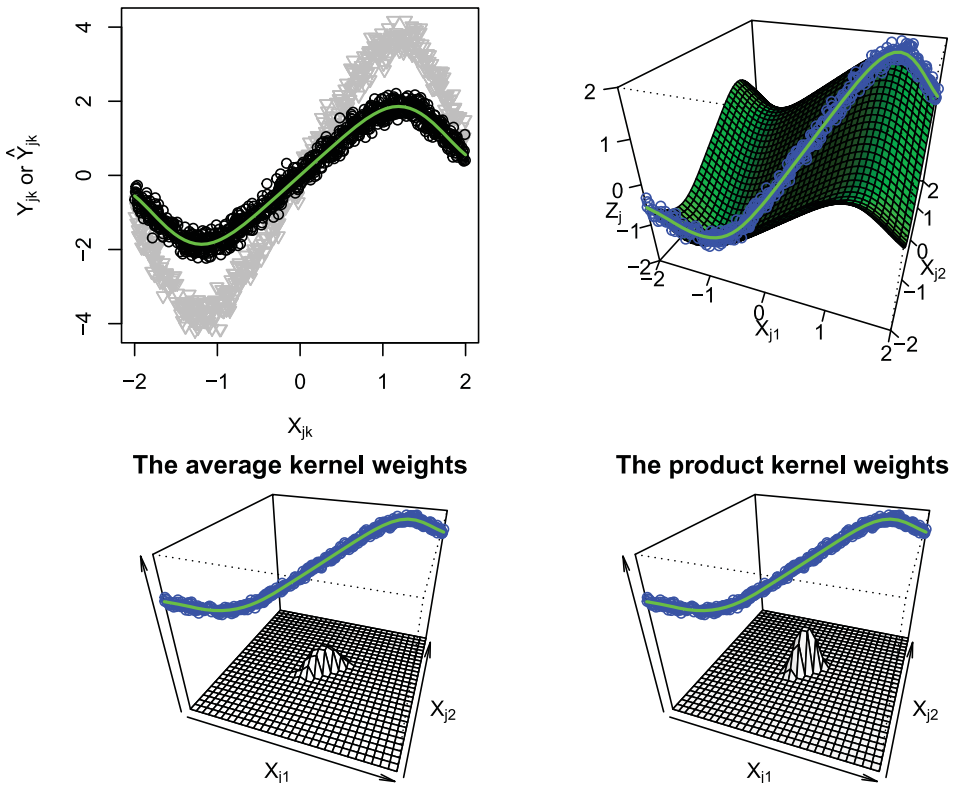 Y_jk or Ŷ_jk
4
2
0
−2
−4
−2 −1 0 1 2
X_jk
2
1
0
−1
−2
Z_j
−2 −1 0 1 2
X_j1
−2
−1
0
1
2
X_j2
The average kernel weights
X_j1
X_j2
The product kernel weights
X_j1
X_j2